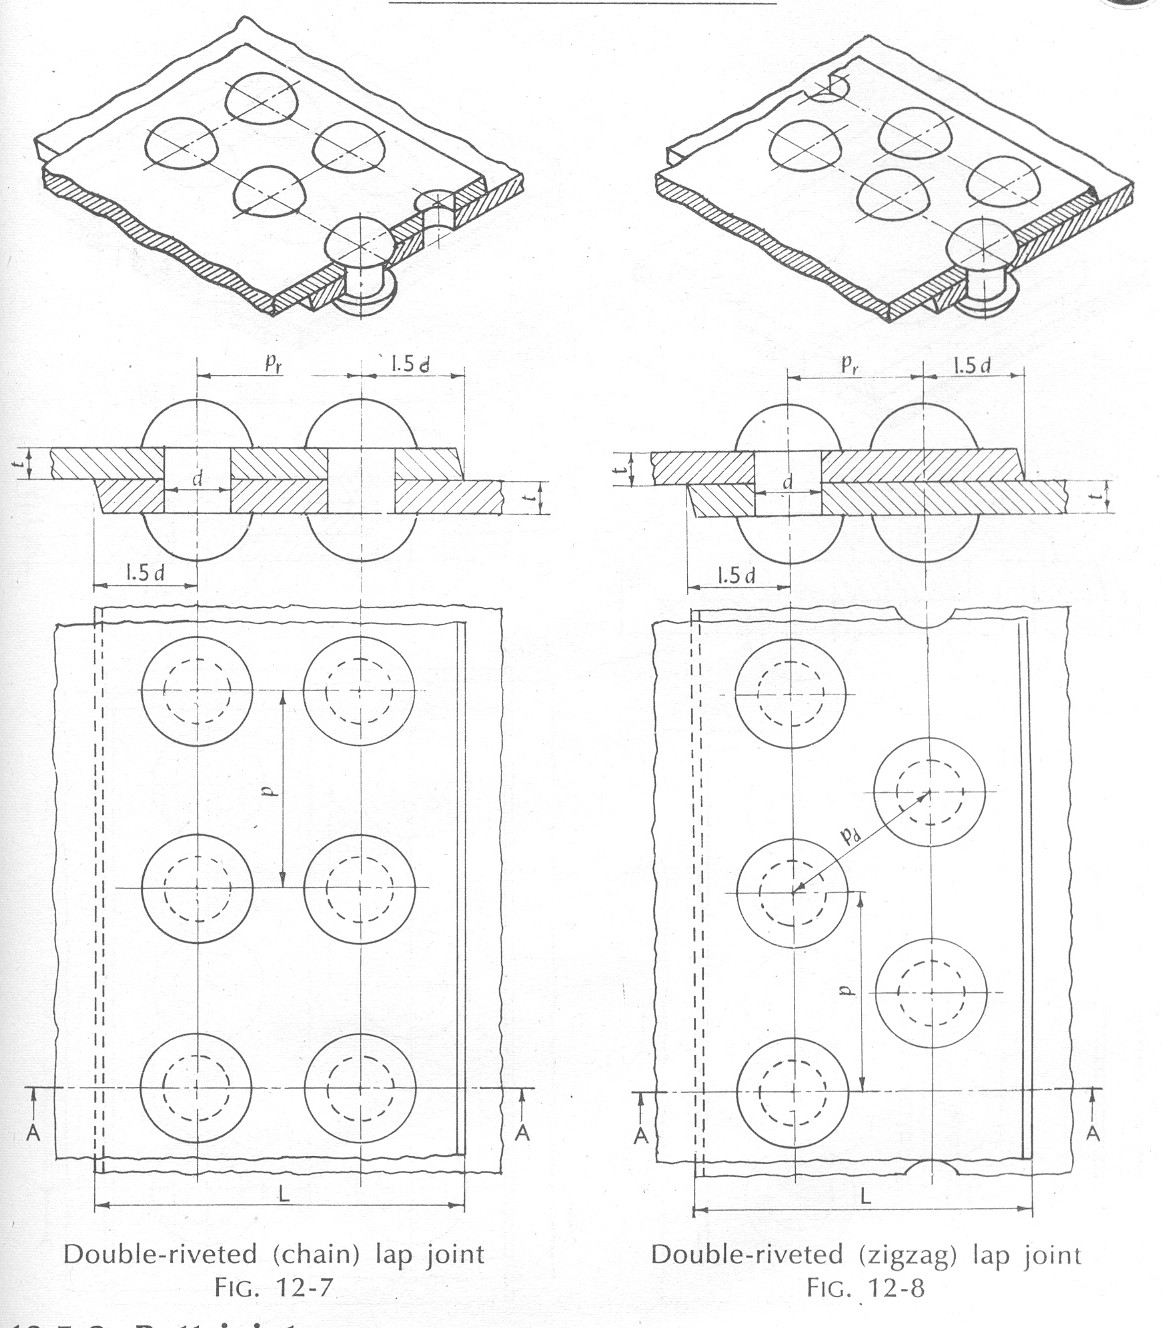 Pr 1.5 d
Pr 1.5 d
t d t
t d t
1.5 d
1.5 d
p
Pd
p
A A
A A
L
L
Double-riveted (chain) lap joint
FIG. 12-7
Double-riveted (zigzag) lap joint
FIG. 12-8